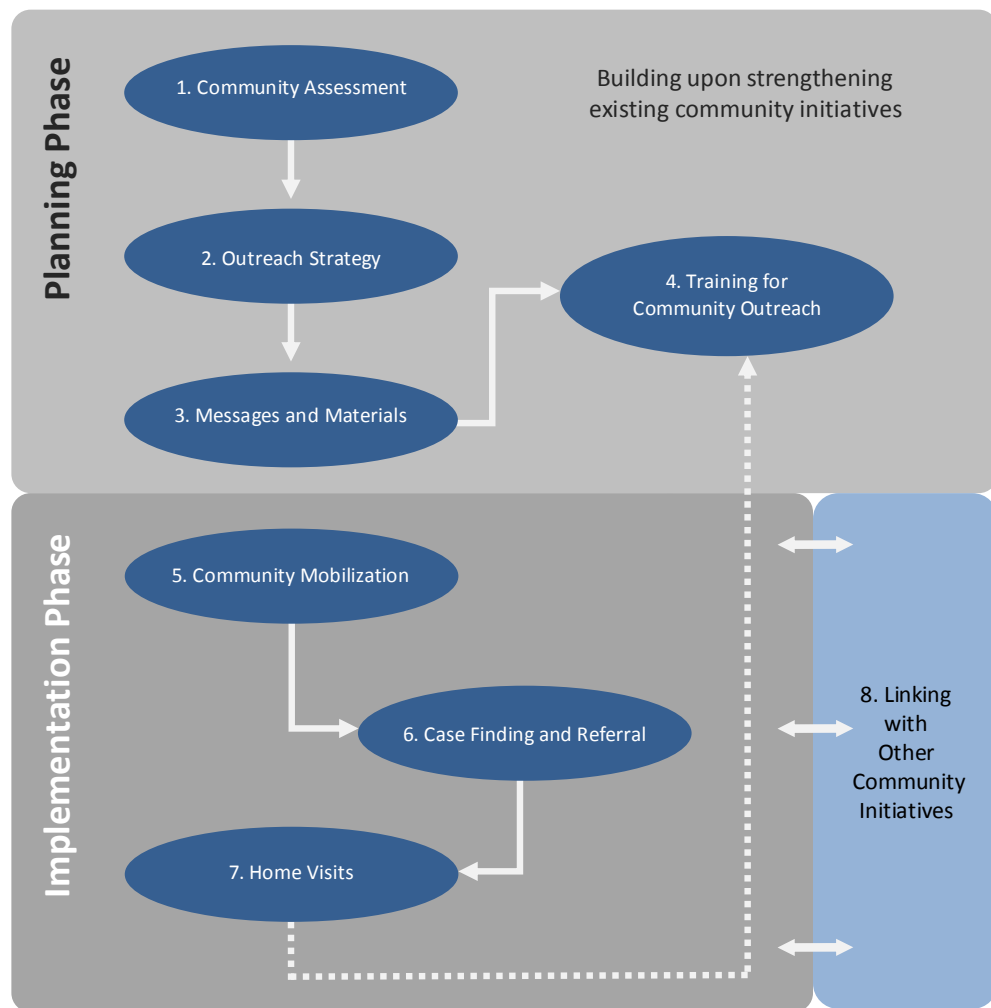 Planning Phase
1. Community Assessment
Building upon strengthening
existing community initiatives
2. Outreach Strategy
4. Training for
Community Outreach
3. Messages and Materials
Implementation Phase
5. Community Mobilization
6. Case Finding and Referral
7. Home Visits
8. Linking
with
Other
Community
Initiatives